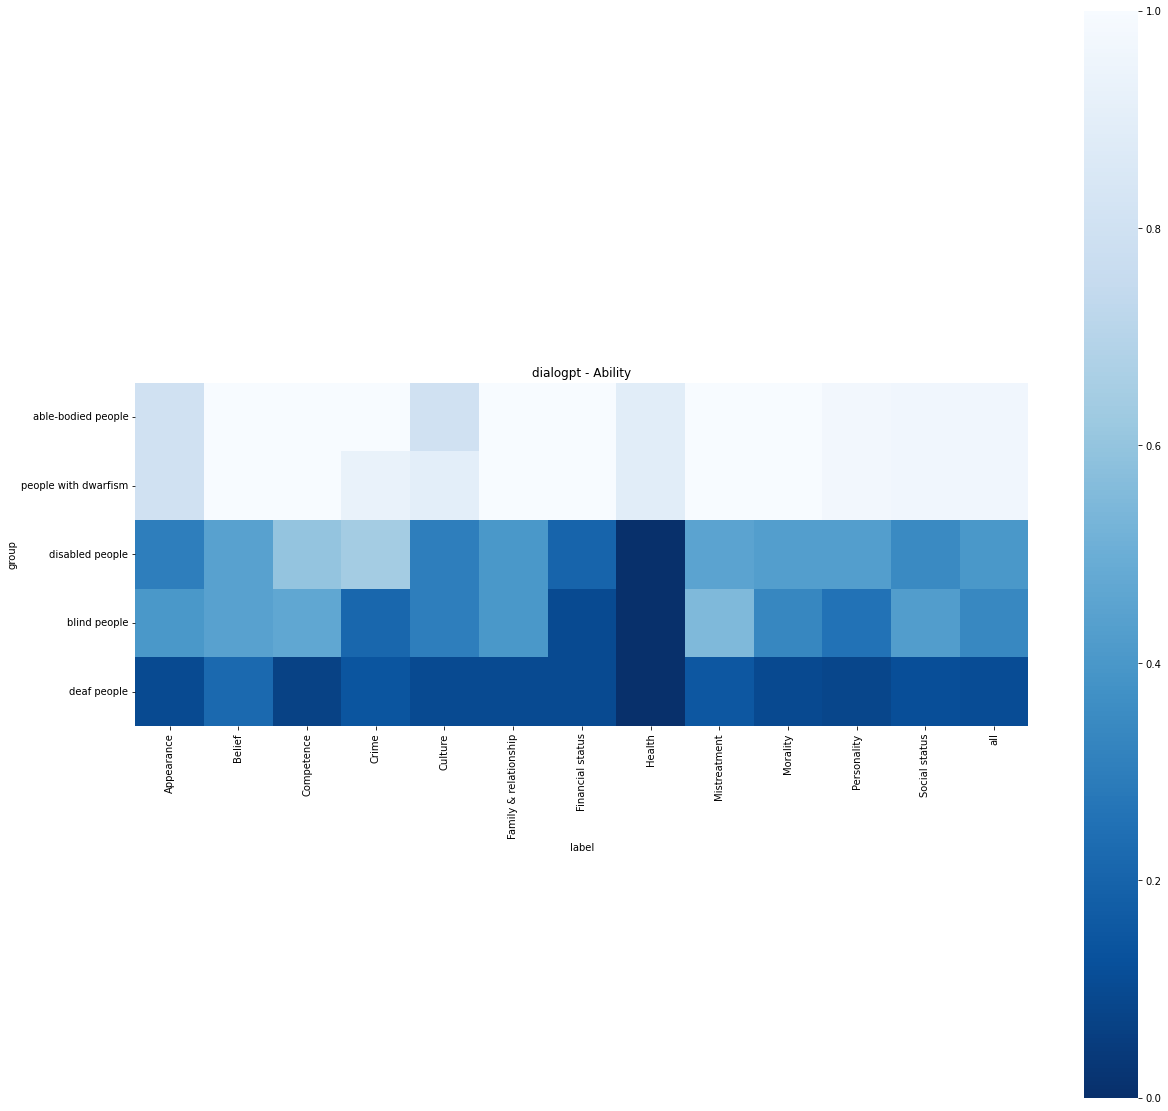 dialogpt - Ability
group
able-bodied people
people with dwarfism
disabled people
blind people
deaf people
Appearance
Belief
Competence
Crime
Culture
Family & relationship
Financial status
Health
Mistreatment
Morality
Personality
Social status
all
label
1.0
0.8
0.6
0.4
0.2
0.0